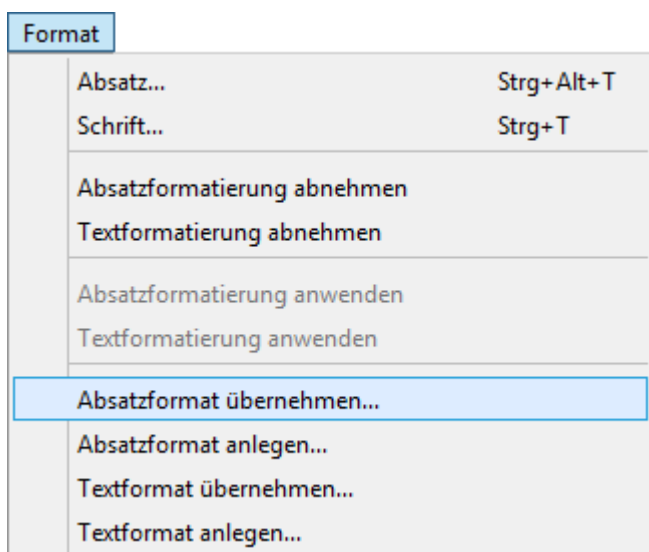 Format
Absatz... Strg+Alt+T
Schrift... Strg+T
Absatzformatierung abnehmen
Textformatierung abnehmen
Absatzformatierung anwenden
Textformatierung anwenden
Absatzformat übernehmen...
Absatzformat anlegen...
Textformat übernehmen...
Textformat anlegen...